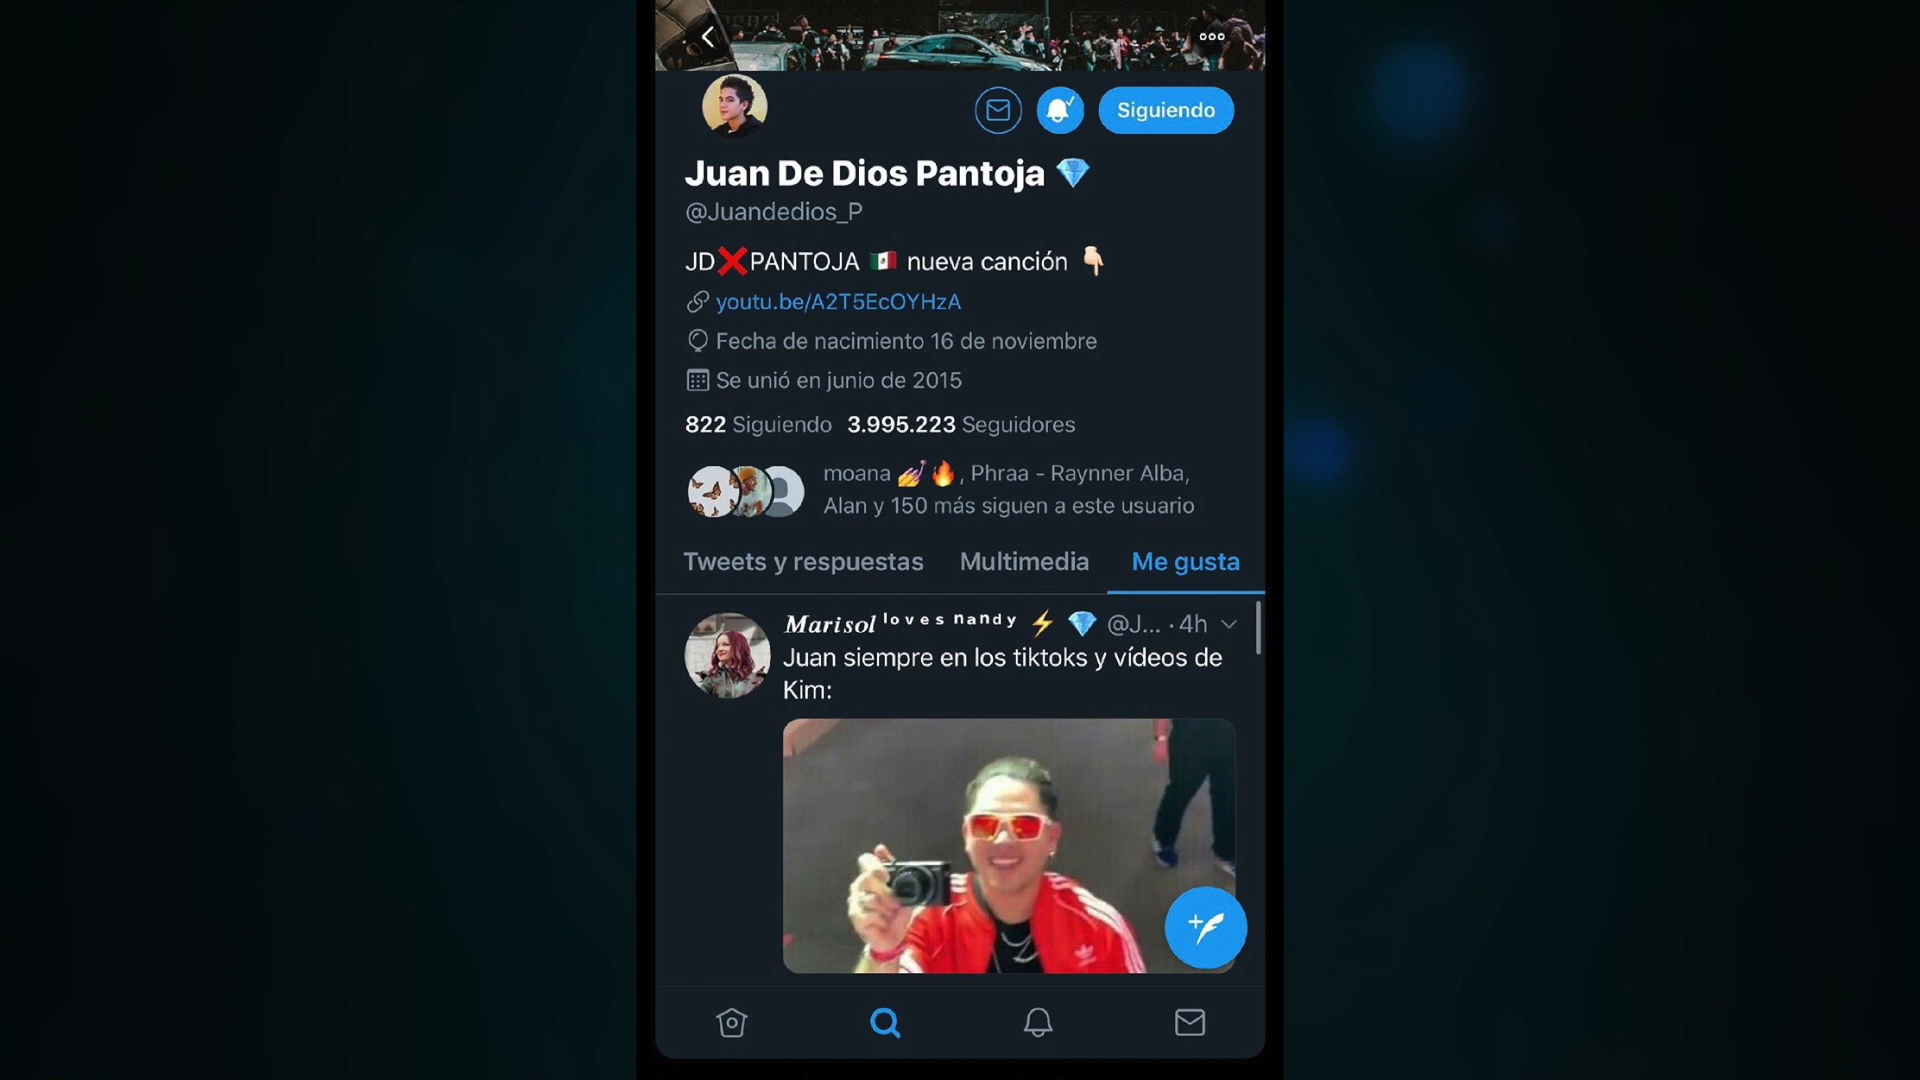 Siguiendo
Juan De Dios Pantoja 💎
@Juandedios_P
JD❌PANTOJA 🇲🇽 nueva canción 👇🏻
youtu.be/A2T5EcOYHzA
Fecha de nacimiento 16 de noviembre
Se unió en junio de 2015
822 Siguiendo 3.995.223 Seguidores
moana 💅🔥, Phraa - Raynner Alba,
Alan y 150 más siguen a este usuario
Tweets y respuestas Multimedia Me gusta
𝑴𝒂𝒓𝒊𝒔𝒐𝒍 ˡᵒᵛᵉˢ ⁿᵃⁿᵈʸ ⚡ 💎 @J... · 4h
Juan siempre en los tiktoks y vídeos de
Kim: